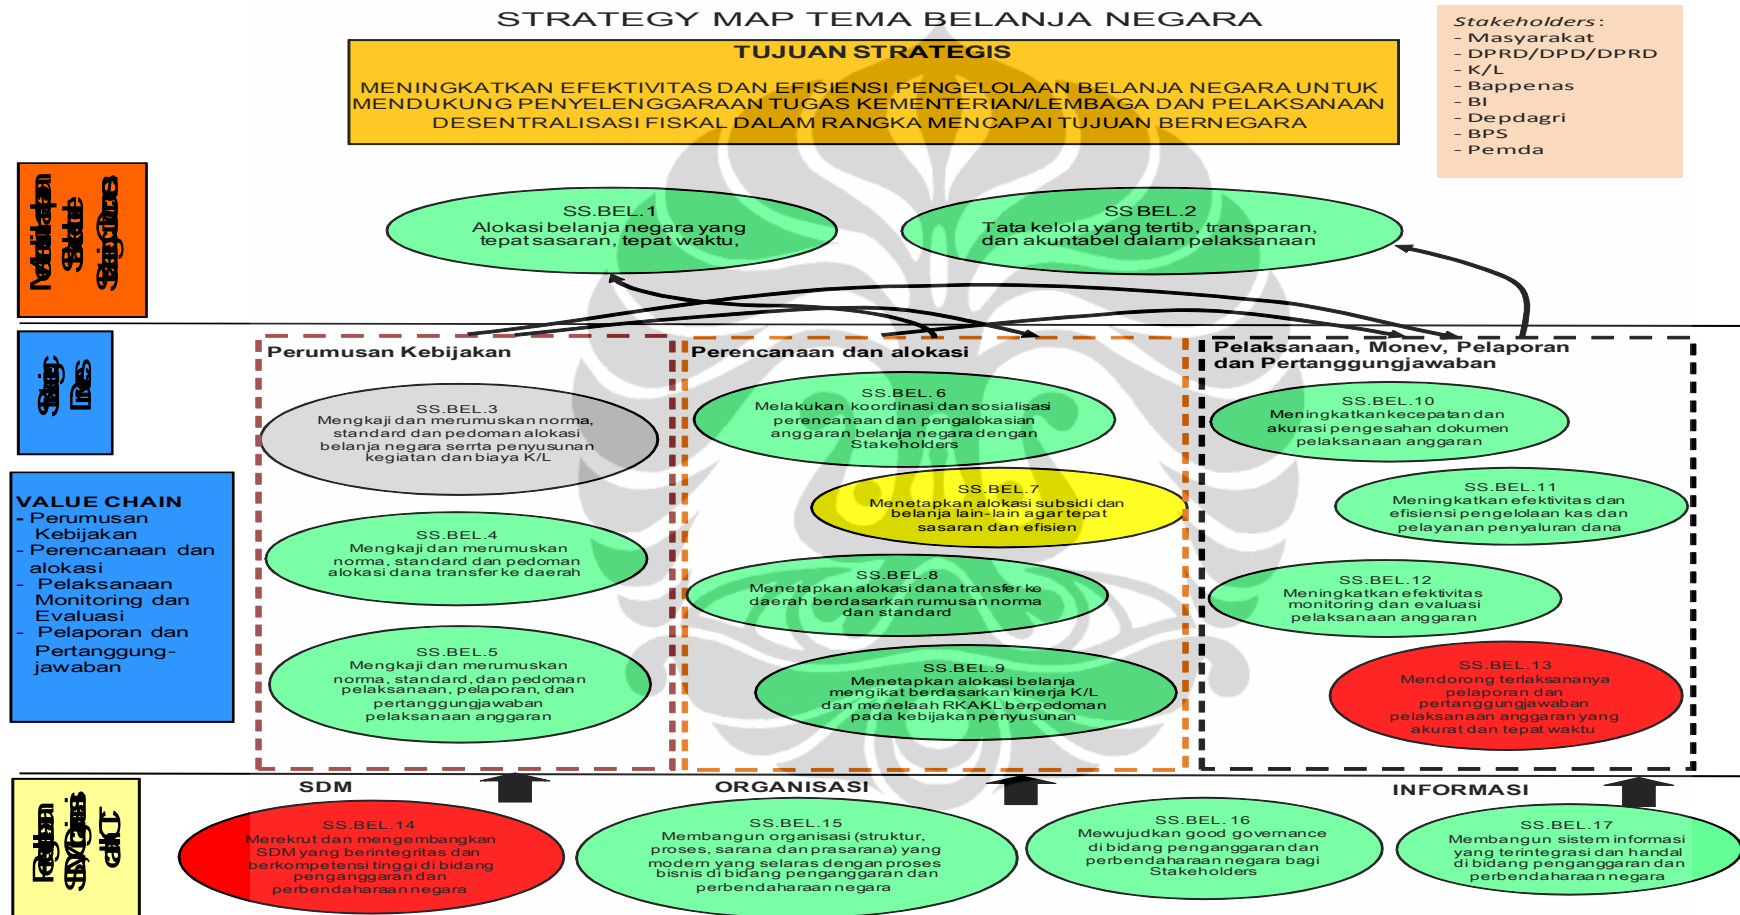 STRATEGY MAP TEMA BELANJA NEGARA
TUJUAN STRATEGIS
MENINGKATKAN EFEKTIVITAS DAN EFISIENSI PENGELOLAAN BELANJA NEGARA UNTUK
MENDUKUNG PENYELENGGARAAN TUGAS KEMENTERIAN/LEMBAGA DAN PELAKSANAAN
DESENTRALISASI FISKAL DALAM RANGKA MENCAPAI TUJUAN BERNEGARA
Stakeholders:
- Masyarakat
- DPRD/DPD/DPRD
- K/L
- Bappenas
- BI
- Depdagri
- BPS
- Pemda
SS.BEL.1
Alokasi belanja negara yang
tepat sasaran, tepat waktu,
SS BEL.2
Tata kelola yang tertib, transparan,
dan akuntabel dalam pelaksanaan
Perumusan Kebijakan
SS.BEL.3
Mengkaji dan merumuskan norma,
standard dan pedoman alokasi
belanja negara serrta penyusunan
kegiatan dan biaya K/L
SS.BEL.4
Mengkaji dan merumuskan
norma, standard dan pedoman
alokasi dana transfer ke daerah
SS.BEL.5
Mengkaji dan merumuskan
norma, standard, dan pedoman
pelaksanaan, pelaporan, dan
pertanggungjawaban
pelaksanaan anggaran
Perencanaan dan alokasi
SS.BEL. 6
Melakukan koordinasi dan sosialisasi
perencanaan dan pengalokasian
anggaran belanja negara dengan
Stakeholders
SS.BEL.7
Menetapkan alokasi subsidi dan
belanja lain-lain agar tepat
sasaran dan efisien
SS.BEL.8
Menetapkan alokasi dana transfer ke
daerah berdasarkan rumusan norma
dan standard
SS.BEL.9
Menetapkan alokasi belanja
mengikat berdasarkan kinerja K/L
dan menelaah RKAKL berpedoman
pada kebijakan penyusunan
Pelaksanaan, Monev, Pelaporan
dan Pertanggungjawaban
SS.BEL.10
Meningkatkan kecepatan dan
akurasi pengesahan dokumen
pelaksanaan anggaran
SS.BEL.11
Meningkatkan efektivitas dan
efisiensi pengelolaan kas dan
pelayanan penyaluran dana
SS.BEL.12
Meningkatkan efektivitas
monitoring dan evaluasi
pelaksanaan anggaran
SS.BEL.13
Mendorong terlaksananya
pelaporan dan
pertanggungjawaban
pelaksanaan anggaran yang
akurat dan tepat waktu
VALUE CHAIN
- Perumusan
Kebijakan
- Perencanaan dan
alokasi
- Pelaksanaan
Monitoring dan
Evaluasi
- Pelaporan dan
Pertanggung-
jawaban
SDM
ORGANISASI
INFORMASI
SS.BEL.14
Merekrut dan mengembangkan
SDM yang berintegritas dan
berkompetensi tinggi di bidang
penganggaran dan
perbendaharaan negara
SS.BEL.15
Membangun organisasi (struktur,
proses, sarana dan prasarana) yang
modern yang selaras dengan proses
bisnis di bidang penganggaran dan
perbendaharaan negara
SS.BEL. 16
Mewujudkan good governance
di bidang penganggaran dan
perbendaharaan negara bagi
Stakeholders
SS.BEL.17
Membangun sistem informasi
yang terintegrasi dan handal
di bidang penganggaran dan
perbendaharaan negara